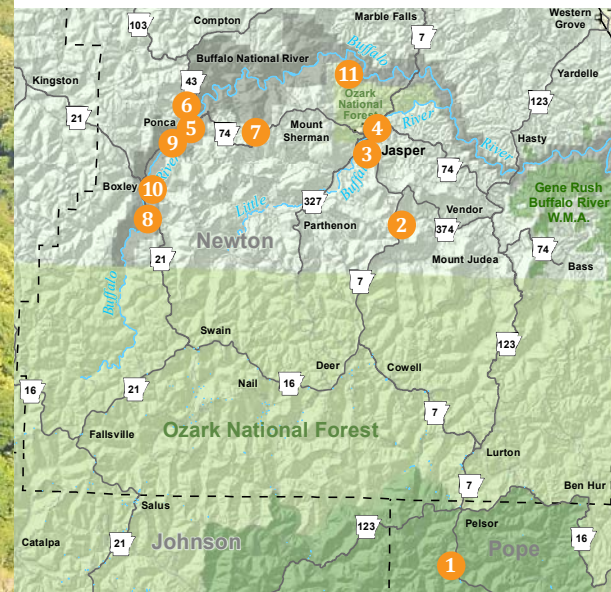 Compton
Marble Falls
Western
Grove
103
7
Buffalo
Buffalo National River
11
Kingston
43
Yardelle
6
Ozark
National
Forest
123
21
Ponca
5
74
7
Mount
Sherman
4
River
Hasty
9
3
Jasper
River
River
74
Boxley
10
Buffalo
Gene Rush
Buffalo River
W.M.A.
327
Little
Vendor
8
2
Parthenon
374
Newton
74
21
Mount Judea
Bass
7
Buffalo
Swain
123
Deer
Cowell
16
21
Nail
16
7
Fallsville
Ozark National Forest
Lurton
7
Ben Hur
Salus
123
Pelsor
16
Catalpa
21
Johnson
Pope
1